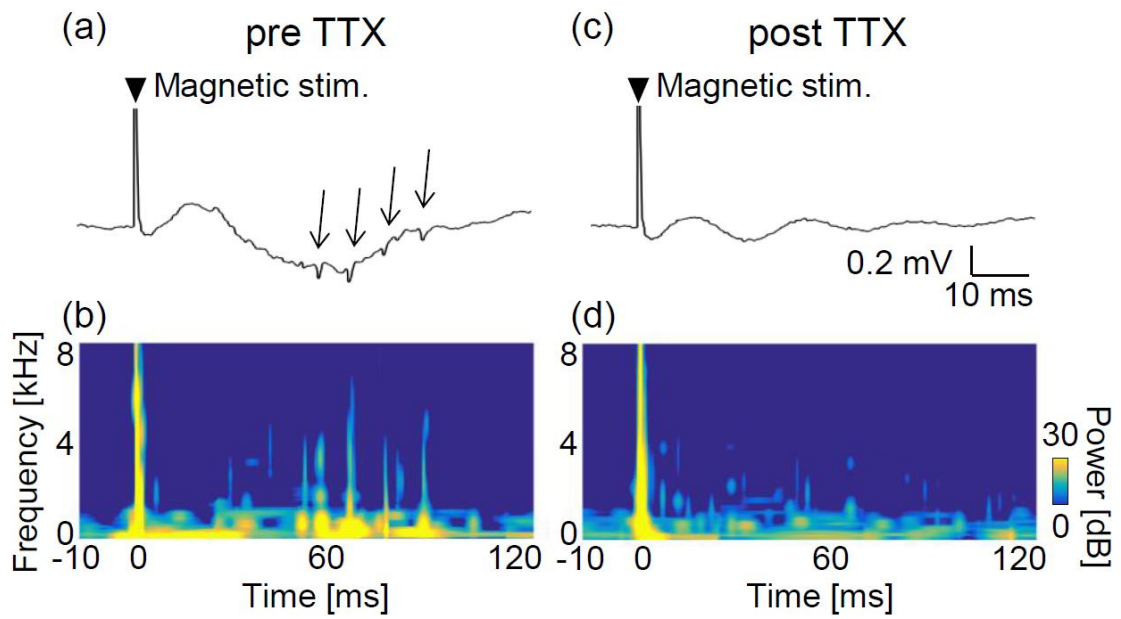 (a) pre TTX
(c) post TTX
Magnetic stim.
Magnetic stim.
0.2 mV
10 ms
(b)
(d)
Frequency [kHz]
8
4
0
-10 0 60 120
Time [ms]
8
4
0
-10 0 60 120
Time [ms]
30
0
Power [dB]